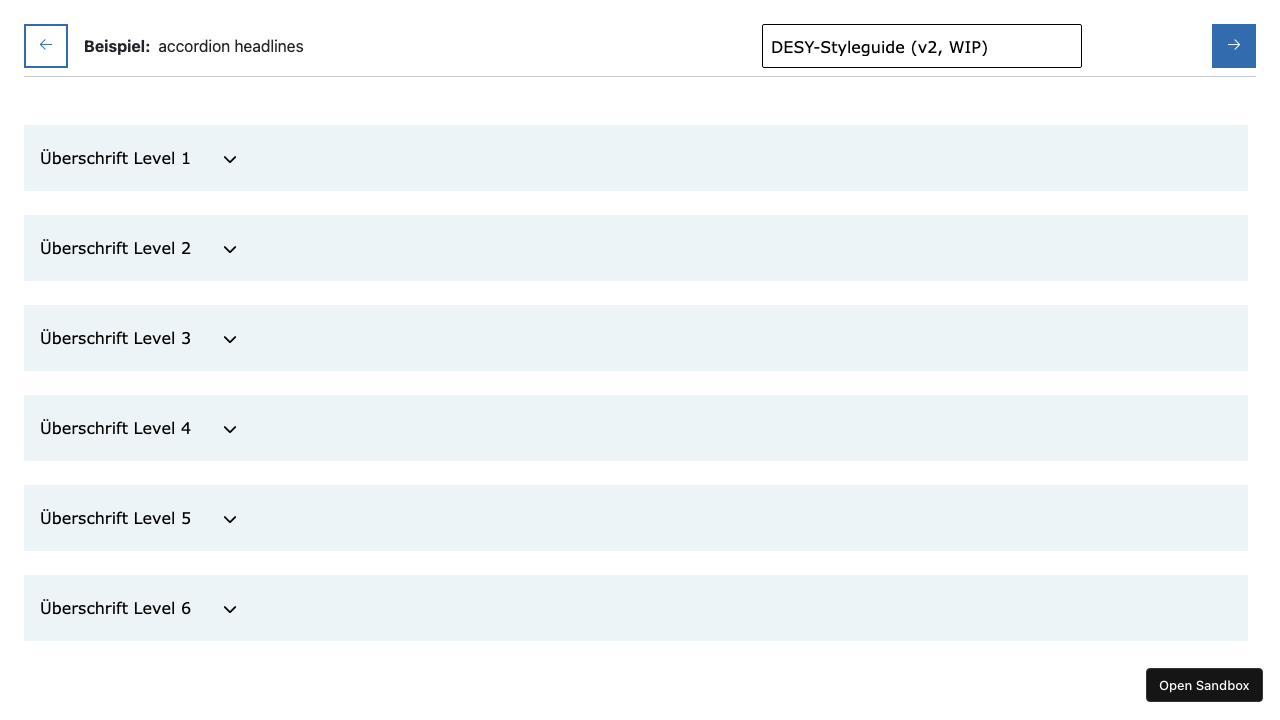 Beispiel: accordion headlines
DESY-Styleguide (v2, WIP)
Überschrift Level 1
Überschrift Level 2
Überschrift Level 3
Überschrift Level 4
Überschrift Level 5
Überschrift Level 6
Open Sandbox